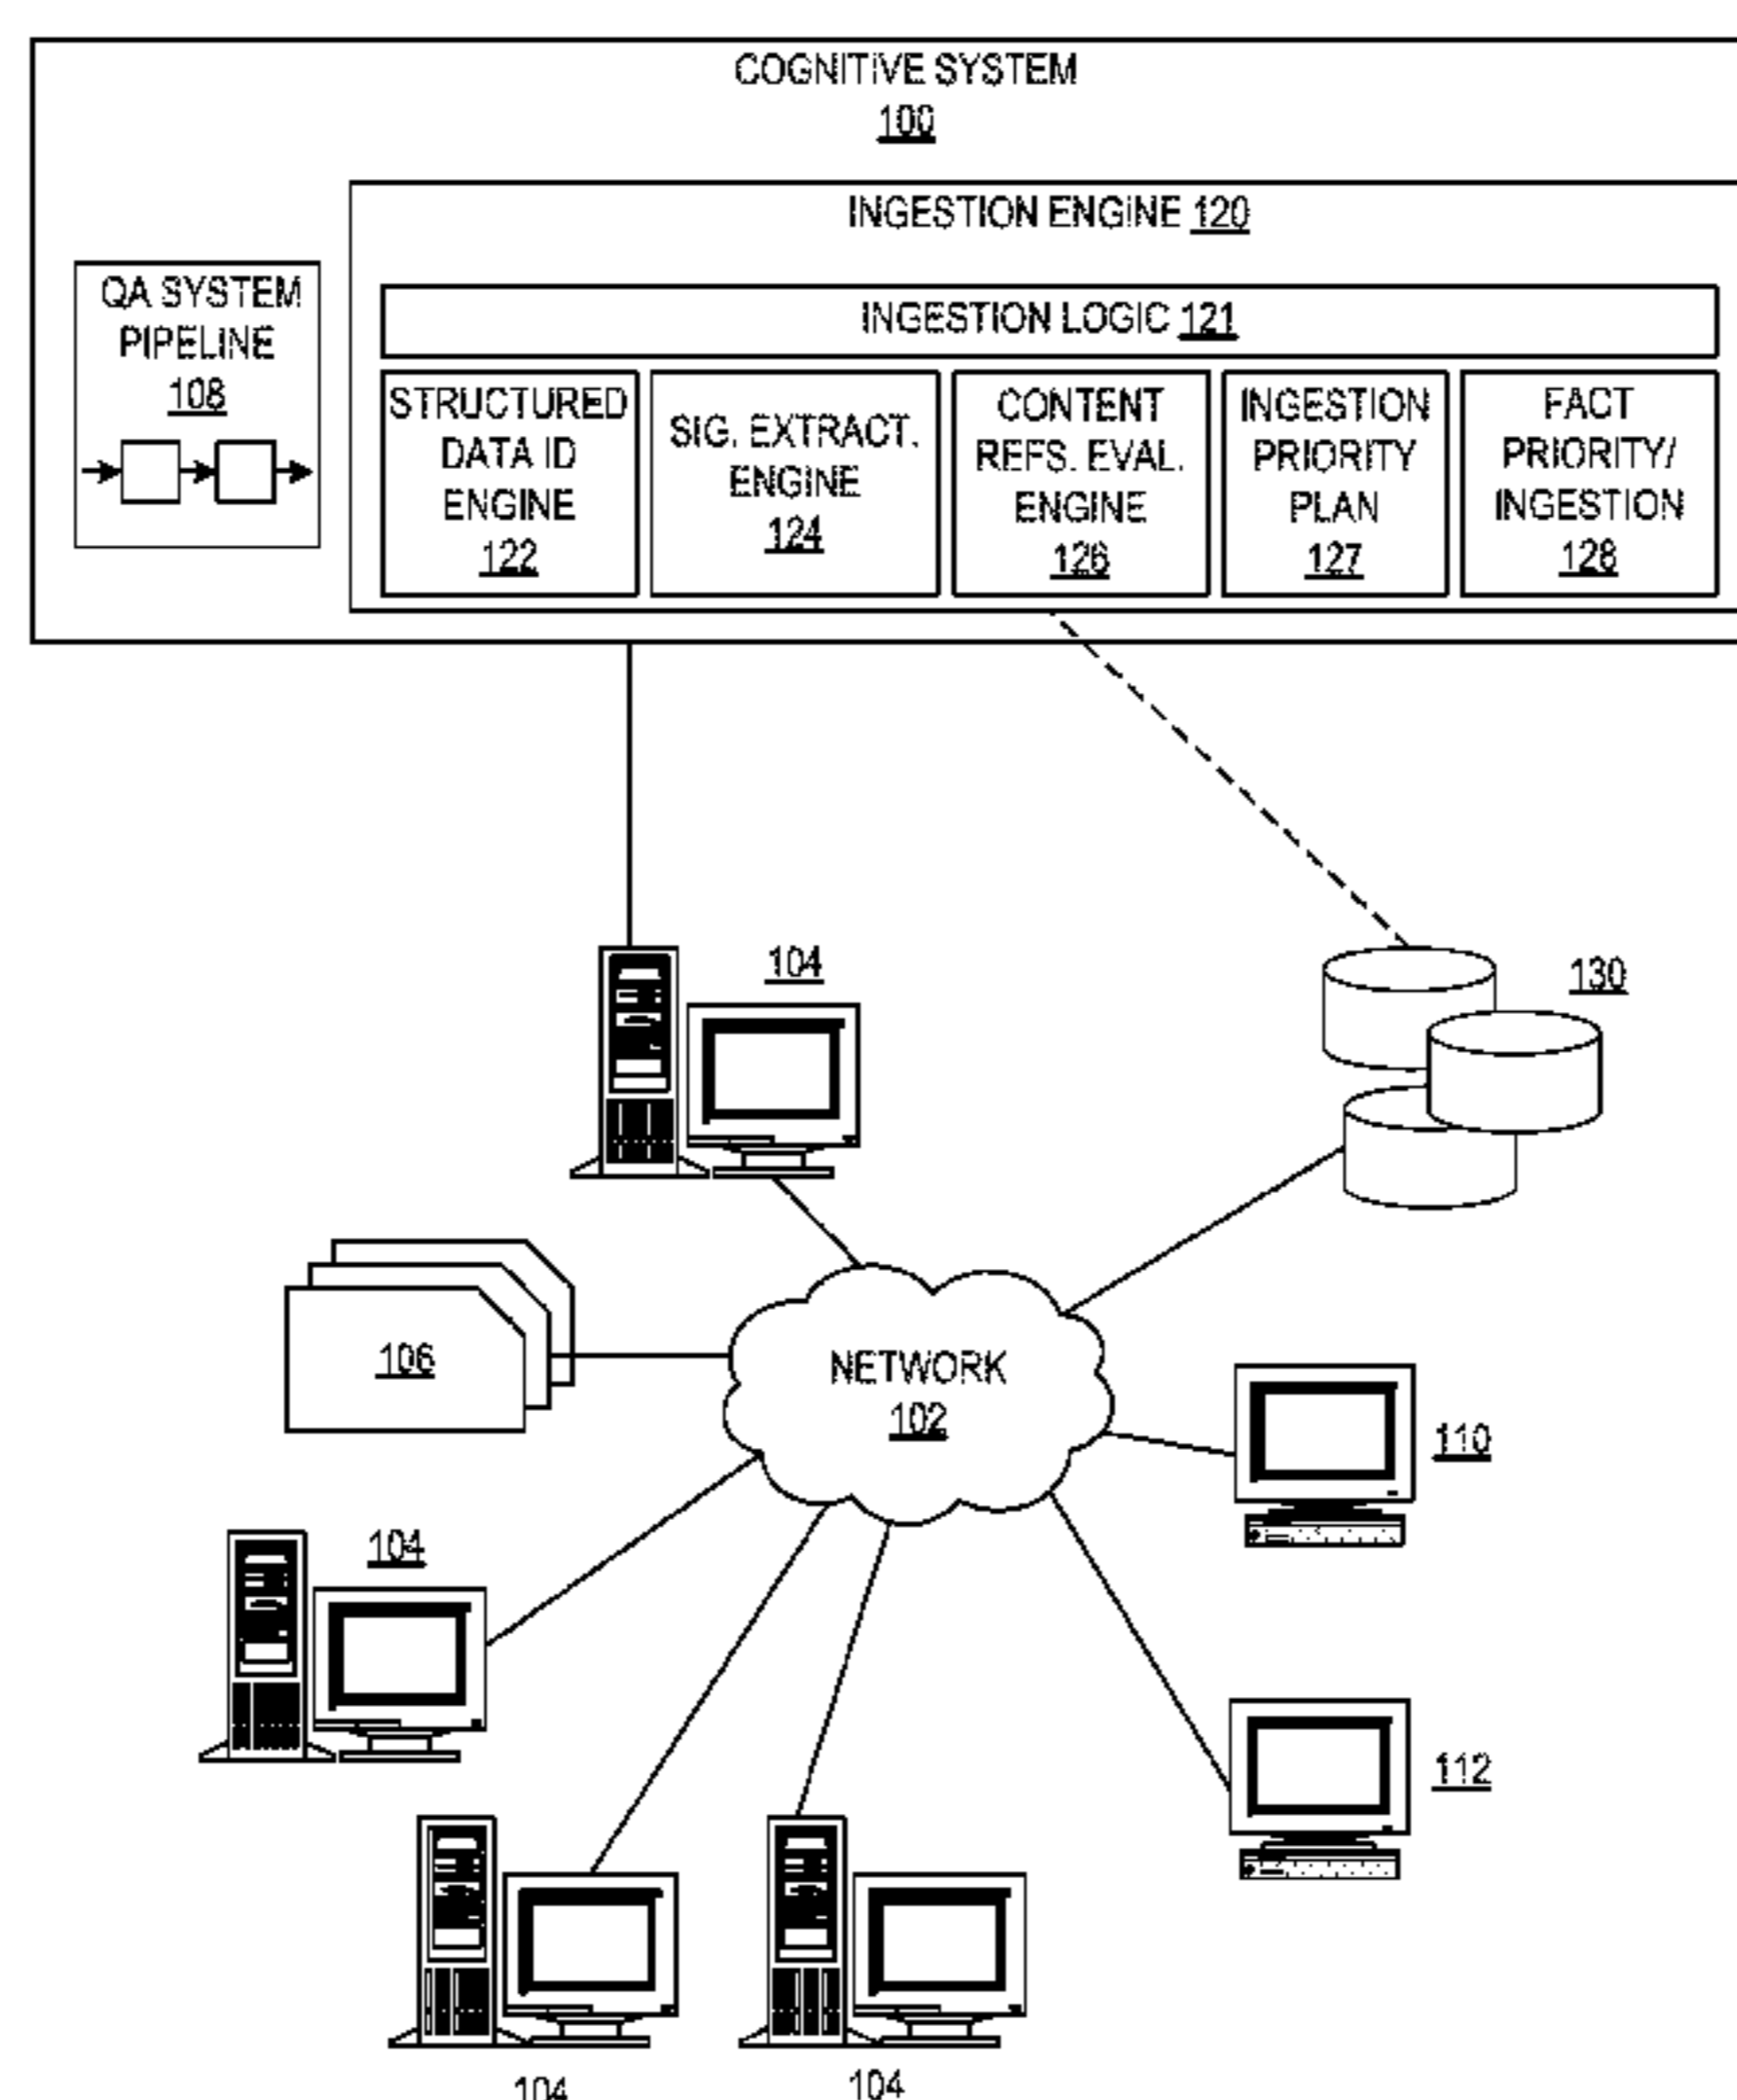 COGNITIVE SYSTEM
100
INGESTION ENGINE 120
QA SYSTEM
PIPELINE
108
INGESTION LOGIC 121
STRUCTURED
DATA ID
ENGINE
122
SIG. EXTRACT.
ENGINE
124
CONTENT
REFS. EVAL.
ENGINE
126
INGESTION
PRIORITY
PLAN
127
FACT
PRIORITY/
INGESTION
128
104
130
106
NETWORK
102
110
104
112
104
104